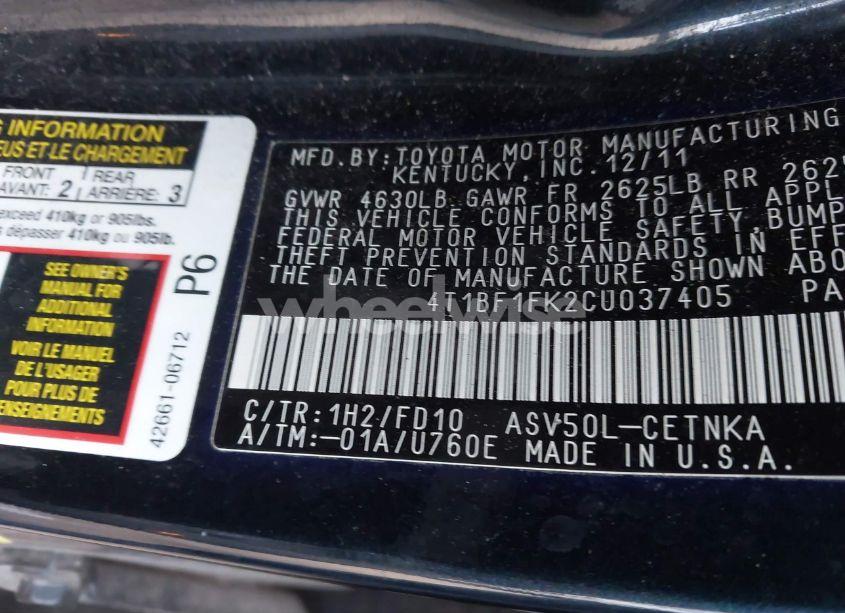 S INFORMATION
EUS ET LE CHARGEMENT
FRONT REAR
AVANT: 2 ARRIÈRE: 3
exceed 410kg or 905lbs.
s dépasser 410kg ou 905lb.
SEE OWNER'S
MANUAL FOR
ADDITIONAL
INFORMATION
VOIR LE MANUEL
DE L'USAGER
POUR PLUS DE
RENSEIGNEMENTS
P6
42661-06712
MFD. BY: TOYOTA MOTOR MANUFACTURING
KENTUCKY, INC. 12/11
GVWR 4630LB GAWR FR 2625LB RR 262
THIS VEHICLE CONFORMS TO ALL APPL
FEDERAL MOTOR VEHICLE SAFETY, BUMP
THEFT PREVENTION STANDARDS IN EFF
THE DATE OF MANUFACTURE SHOWN ABO
4T1BF1FK2CU037405 PA
wheelwise
C/TR:1H2/FD10 ASV50L-CETNKA
A/TM:-01A/U760E MADE IN U.S.A.